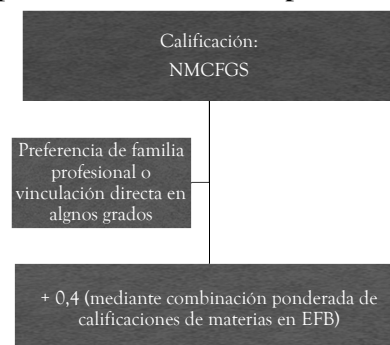 Calificación:
NMCFGS
Preferencia de familia
profesional o
vinculación directa en
algnos grados
+ 0,4 (mediante combinación ponderada de
calificaciones de materias en EFB)